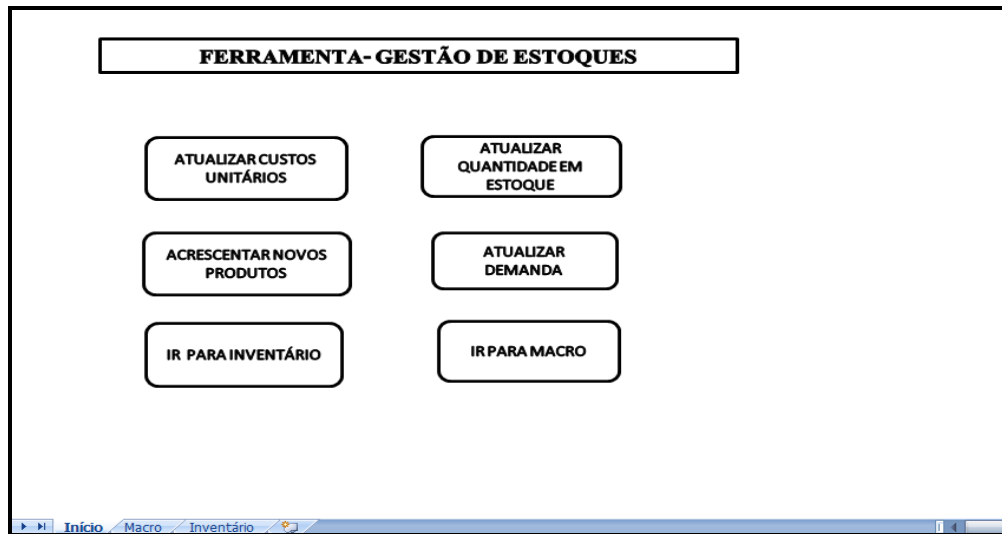 FERRAMENTA- GESTÃO DE ESTOQUES
ATUALIZAR CUSTOS
UNITÁRIOS
ATUALIZAR
QUANTIDADE EM
ESTOQUE
ACRESCENTAR NOVOS
PRODUTOS
ATUALIZAR
DEMANDA
IR PARA INVENTÁRIO
IR PARA MACRO
Início Macro Inventário